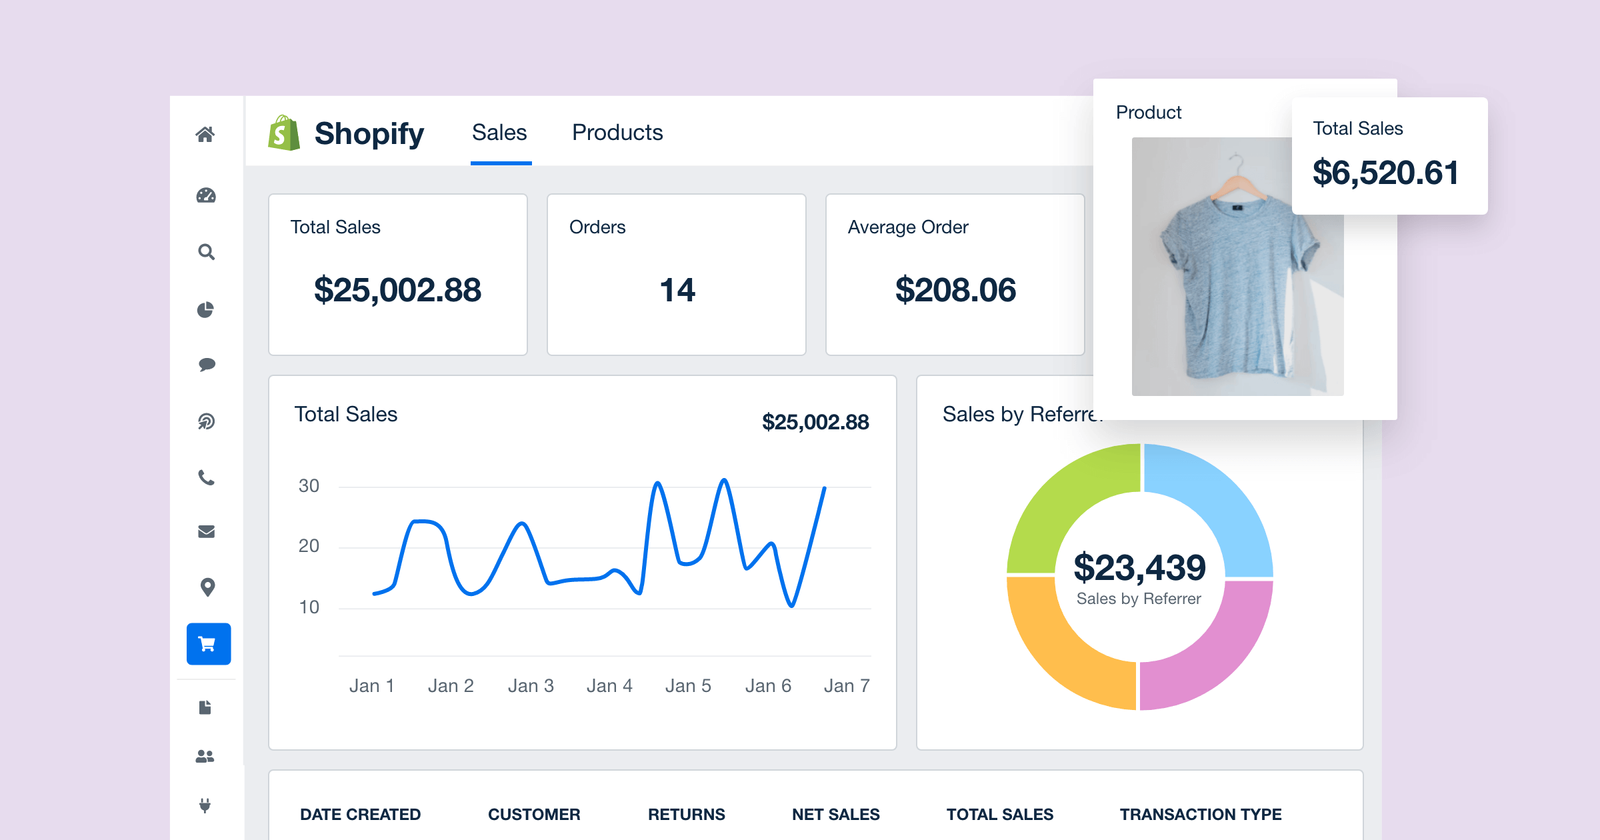 Shopify
Sales
Products
Product
Total Sales
$6,520.61
Total Sales
$25,002.88
Orders
14
Average Order
$208.06
Total Sales
$25,002.88
30
20
10
Jan 1
Jan 2
Jan 3
Jan 4
Jan 5
Jan 6
Jan 7
Sales by Referrer
$23,439
Sales by Referrer
DATE CREATED
CUSTOMER
RETURNS
NET SALES
TOTAL SALES
TRANSACTION TYPE